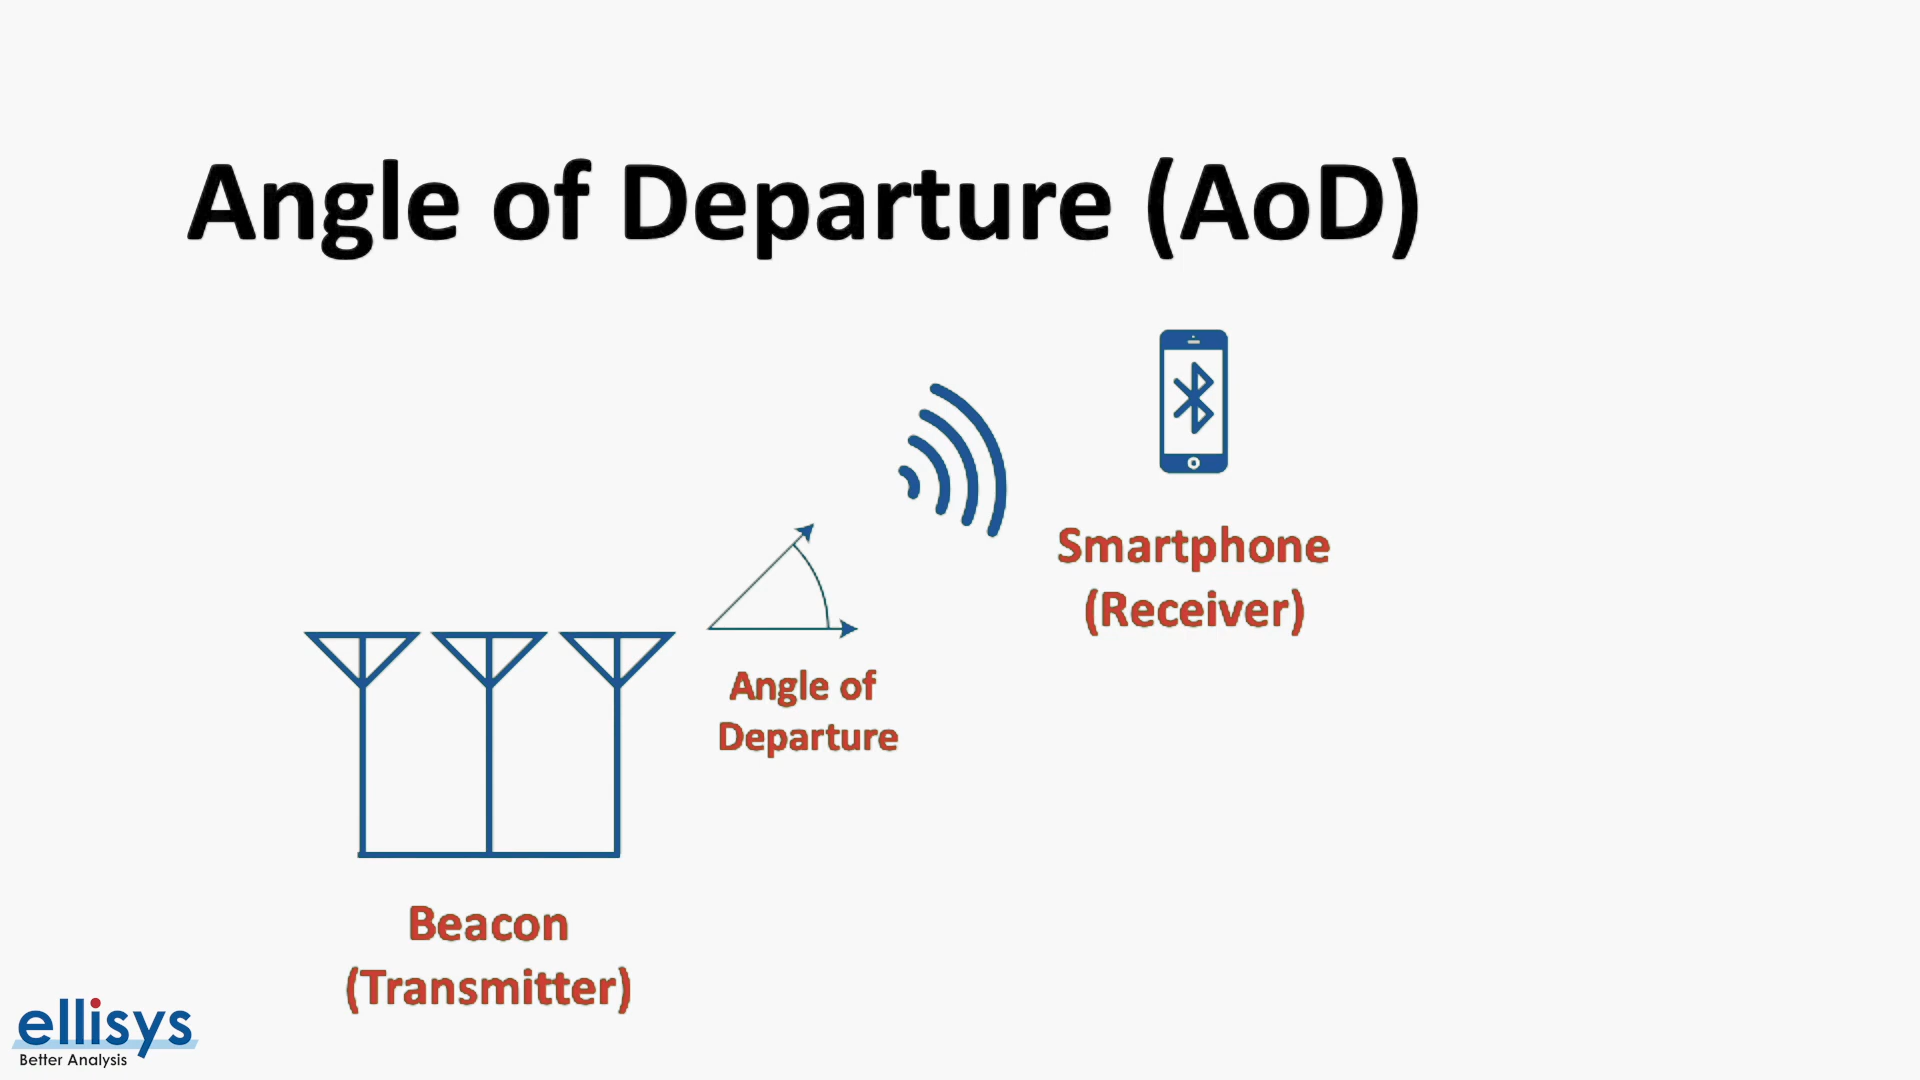 Angle of Departure (AoD)
Smartphone
(Receiver)
Angle of
Departure
Beacon
(Transmitter)
ellisys
Better Analysis